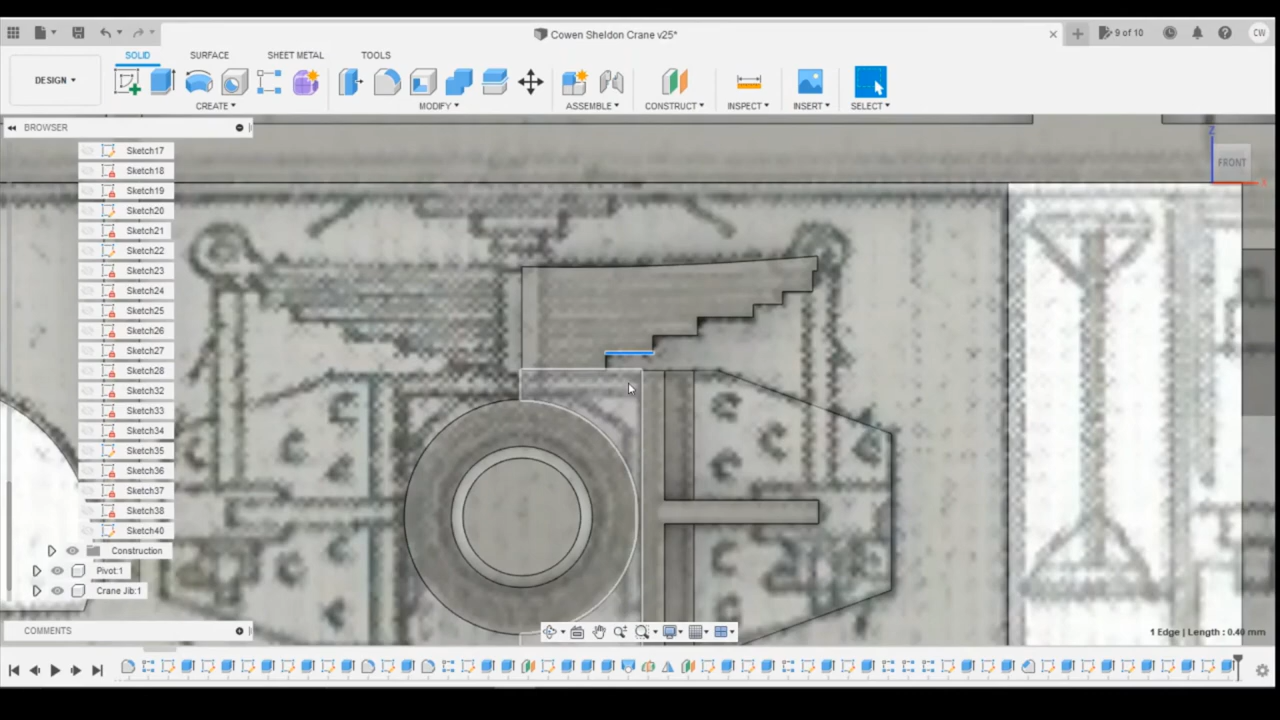 Cowen Sheldon Crane v25*
9 of 10
CW
DESIGN
SOLID
SURFACE
SHEET METAL
TOOLS
CREATE
MODIFY
ASSEMBLE
CONSTRUCT
INSPECT
INSERT
SELECT
BROWSER
Sketch17
Sketch18
Sketch19
Sketch20
Sketch21
Sketch22
Sketch23
Sketch24
Sketch25
Sketch26
Sketch27
Sketch28
Sketch32
Sketch33
Sketch34
Sketch35
Sketch36
Sketch37
Sketch38
Sketch40
Construction
Pivot:1
Crane Jib:1
Z
FRONT
X
COMMENTS
1 Edge | Length : 0.40 mm